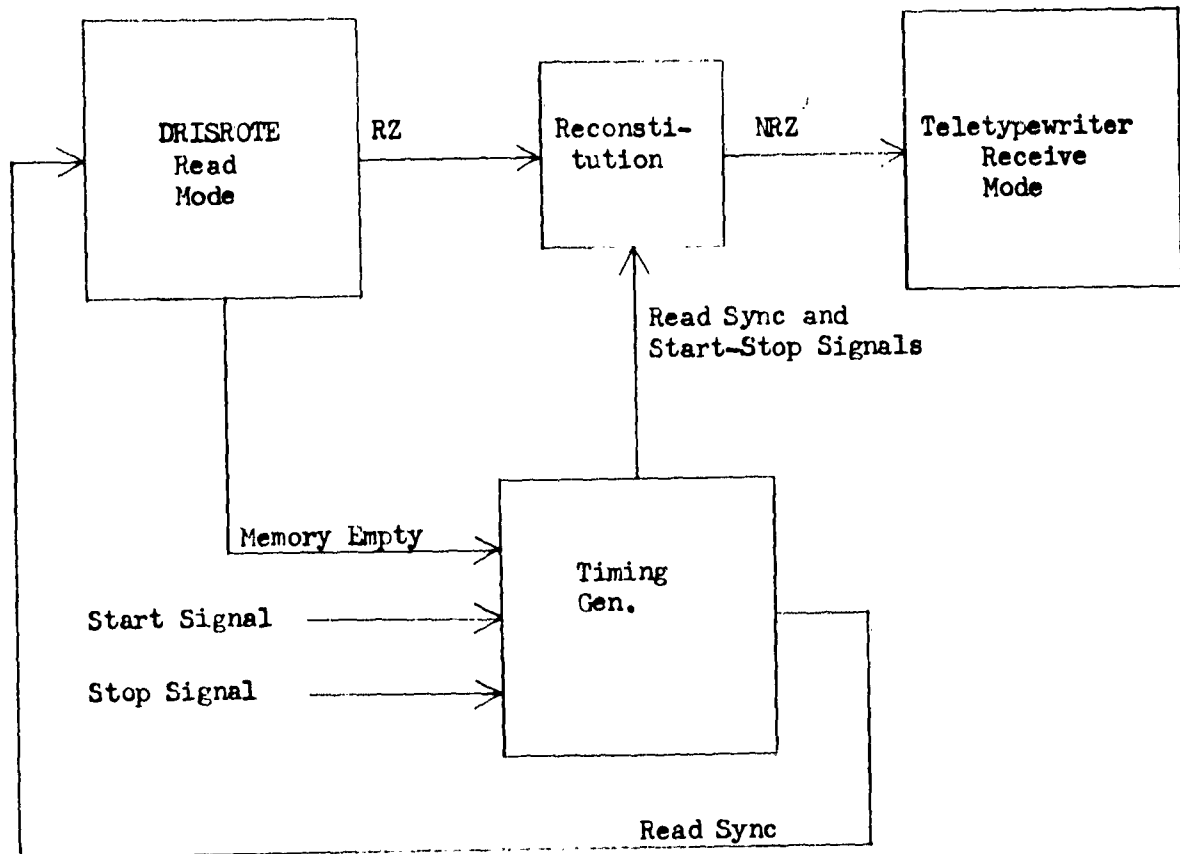 DRISROTE
Read
Mode
RZ
Reconsti-
tution
NRZ
Teletypewriter
Receive
Mode
Read Sync and
Start-Stop Signals
Memory Empty
Timing
Gen.
Start Signal
Stop Signal
Read Sync